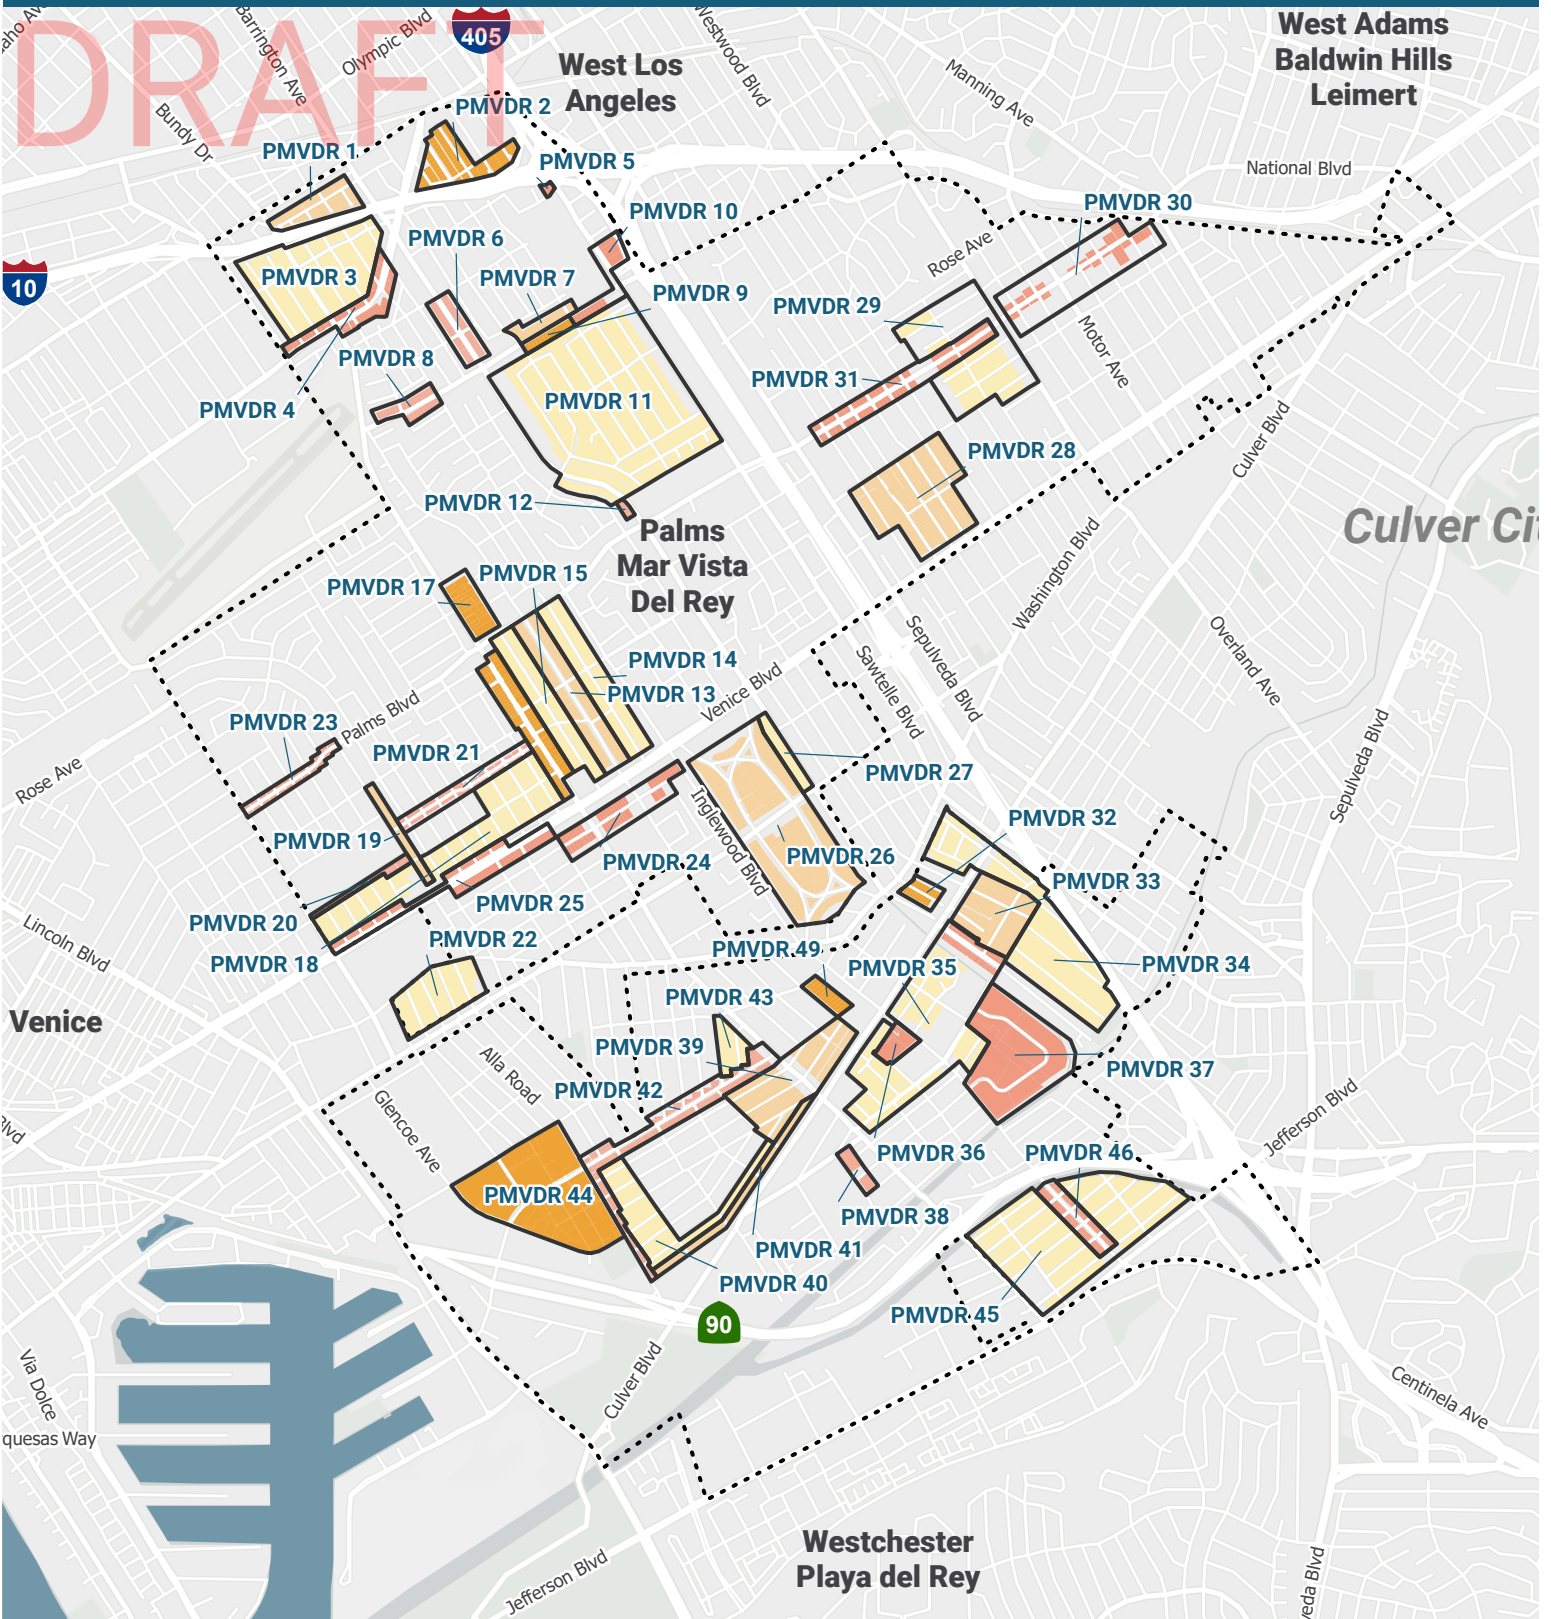 DRAFT
Barrington Ave
Olympic Blvd
405
Westwood Blvd
West Los
Angeles
West Adams
Baldwin Hills
Leimert
Manning Ave
Bundy Dr
PMVDR 2
PMVDR 1
PMVDR 5
National Blvd
PMVDR 30
PMVDR 10
PMVDR 6
Rose Ave
10
PMVDR 3
PMVDR 7
PMVDR 9
PMVDR 29
Motor Ave
PMVDR 8
PMVDR 31
PMVDR 4
PMVDR 11
Culver Blvd
PMVDR 28
PMVDR 12
Palms
Mar Vista
Del Rey
Culver Cit
Washington Blvd
PMVDR 17
PMVDR 15
Overland Ave
Sepulveda Blvd
Sawtelle Blvd
PMVDR 14
PMVDR 13
Venice Blvd
PMVDR 23
Palms Blvd
PMVDR 21
Rose Ave
PMVDR 27
Sepulveda Blvd
Inglewood Blvd
PMVDR 32
PMVDR 19
PMVDR 24
PMVDR 26
PMVDR 33
PMVDR 25
PMVDR 20
Lincoln Blvd
PMVDR 22
PMVDR 49
PMVDR 18
PMVDR 35
PMVDR 34
PMVDR 43
Venice
PMVDR 39
Alla Road
PMVDR 37
PMVDR 42
Glencoe Ave
Jefferson Blvd
Blvd
PMVDR 36
PMVDR 46
PMVDR 44
PMVDR 38
PMVDR 41
PMVDR 40
PMVDR 45
90
Via Dolce
Culver Blvd
Centinela Ave
quesas Way
Westchester
Playa del Rey
Jefferson Blvd
veda Blvd